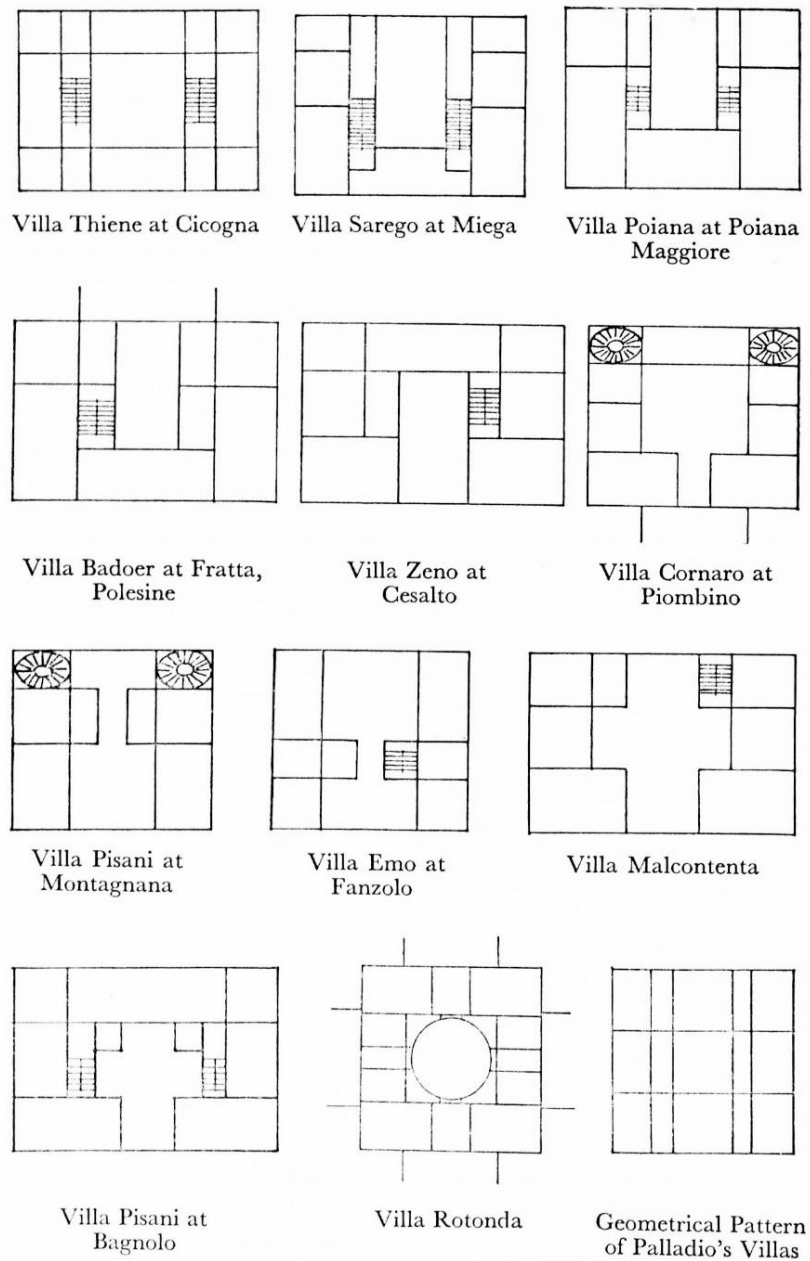 Villa Thiene at Cicogna
Villa Sarego at Miega
Villa Poiana at Poiana
Maggiore
Villa Badoer at Fratta,
Polesine
Villa Zeno at
Cesalto
Villa Cornaro at
Piombino
Villa Pisani at
Montagnana
Villa Emo at
Fanzolo
Villa Malcontenta
Villa Pisani at
Bagnolo
Villa Rotonda
Geometrical Pattern
of Palladio's Villas